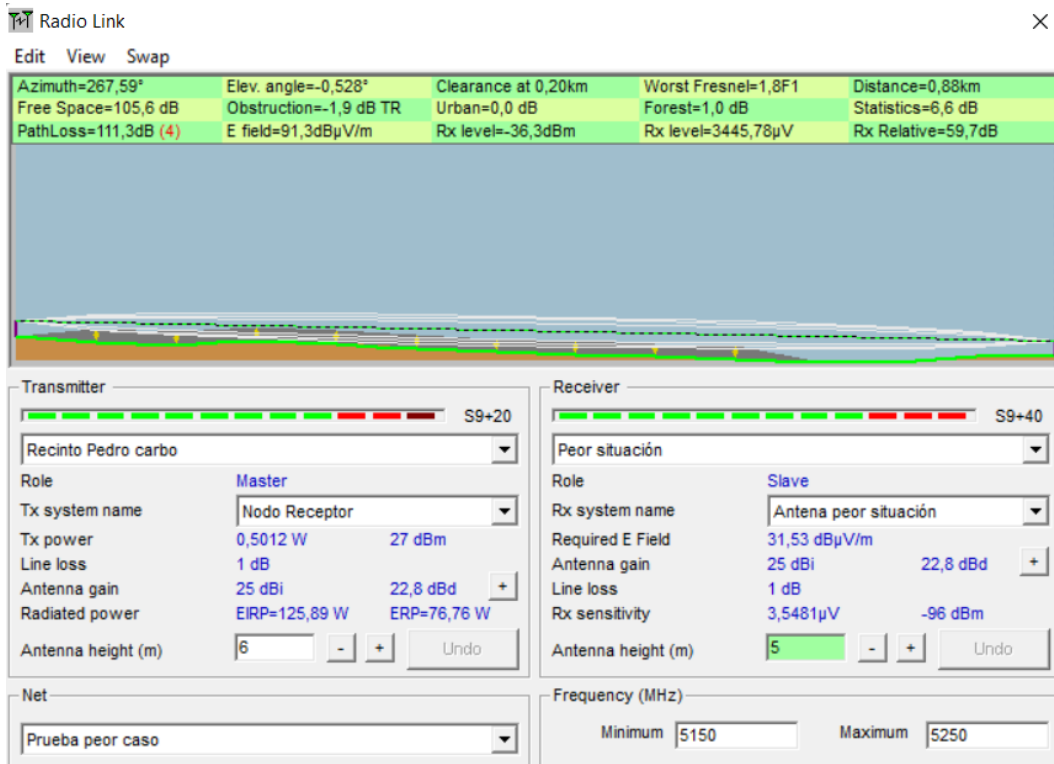 Radio Link
Edit View Swap
Azimuth=267,59° Elev. angle=-0,528° Clearance at 0,20km Worst Fresnel=1,8F1 Distance=0,88km
Free Space=105,6 dB Obstruction=-1,9 dB TR Urban=0,0 dB Forest=1,0 dB Statistics=6,6 dB
PathLoss=111,3dB (4) E field=91,3dBµV/m Rx level=-36,3dBm Rx level=3445,78µV Rx Relative=59,7dB
Transmitter
S9+20
Recinto Pedro carbo
Role Master
Tx system name Nodo Receptor
Tx power 0,5012 W 27 dBm
Line loss 1 dB
Antenna gain 25 dBi 22,8 dBd +
Radiated power EIRP=125,89 W ERP=76,76 W
Antenna height (m) 6 - + Undo
Receiver
S9+40
Peor situación
Role Slave
Rx system name Antena peor situación
Required E Field 31,53 dBµV/m
Antenna gain 25 dBi 22,8 dBd +
Line loss 1 dB
Rx sensitivity 3,5481µV -96 dBm
Antenna height (m) 5 - + Undo
Net
Prueba peor caso
Frequency (MHz)
Minimum 5150 Maximum 5250